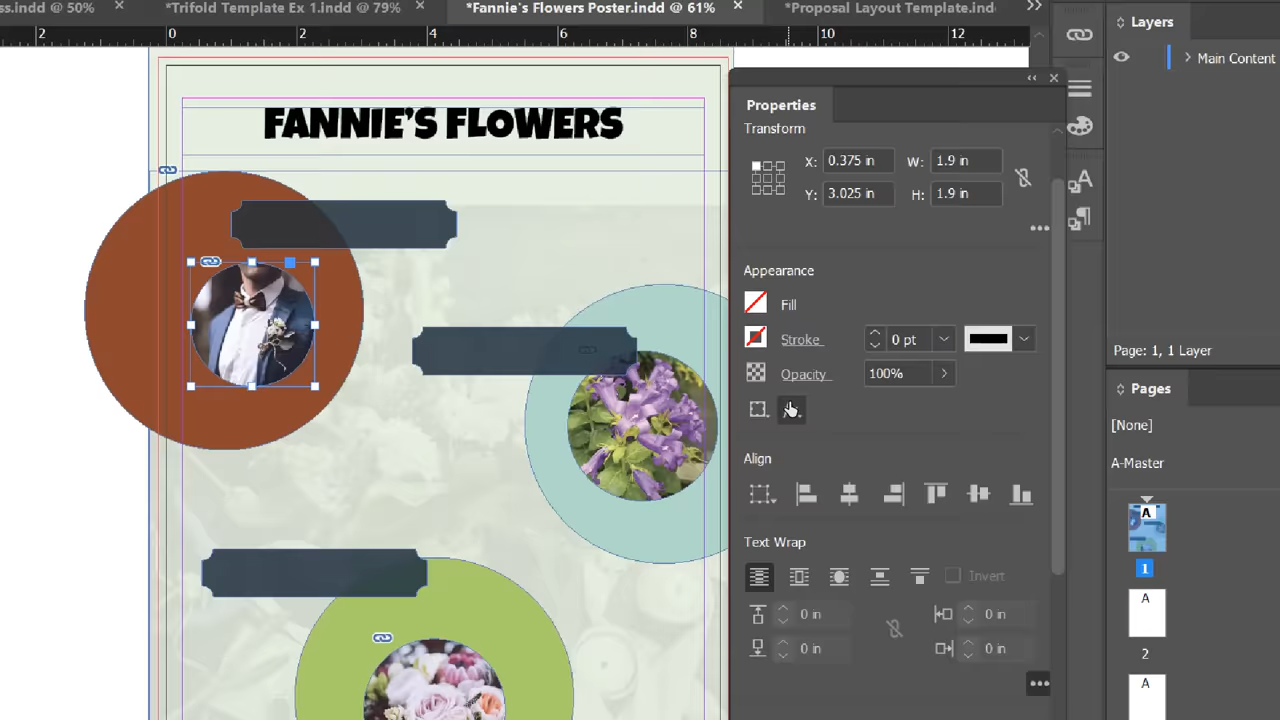 ss.indd @ 50% × *Trifold Template Ex 1.indd @ 79% × *Fannie's Flowers Poster.indd @ 61% × *Proposal Layout Template.ind
2 0 2 4 6 8 10 12
FANNIE'S FLOWERS
Properties
Transform
X: 0.375 in W: 1.9 in
Y: 3.025 in H: 1.9 in
Appearance
Fill
Stroke 0 pt
Opacity 100%
Align
Text Wrap
Invert
0 in 0 in
0 in 0 in
Layers
Main Content
Page: 1, 1 Layer
Pages
[None]
A-Master
A
1
A
2
A